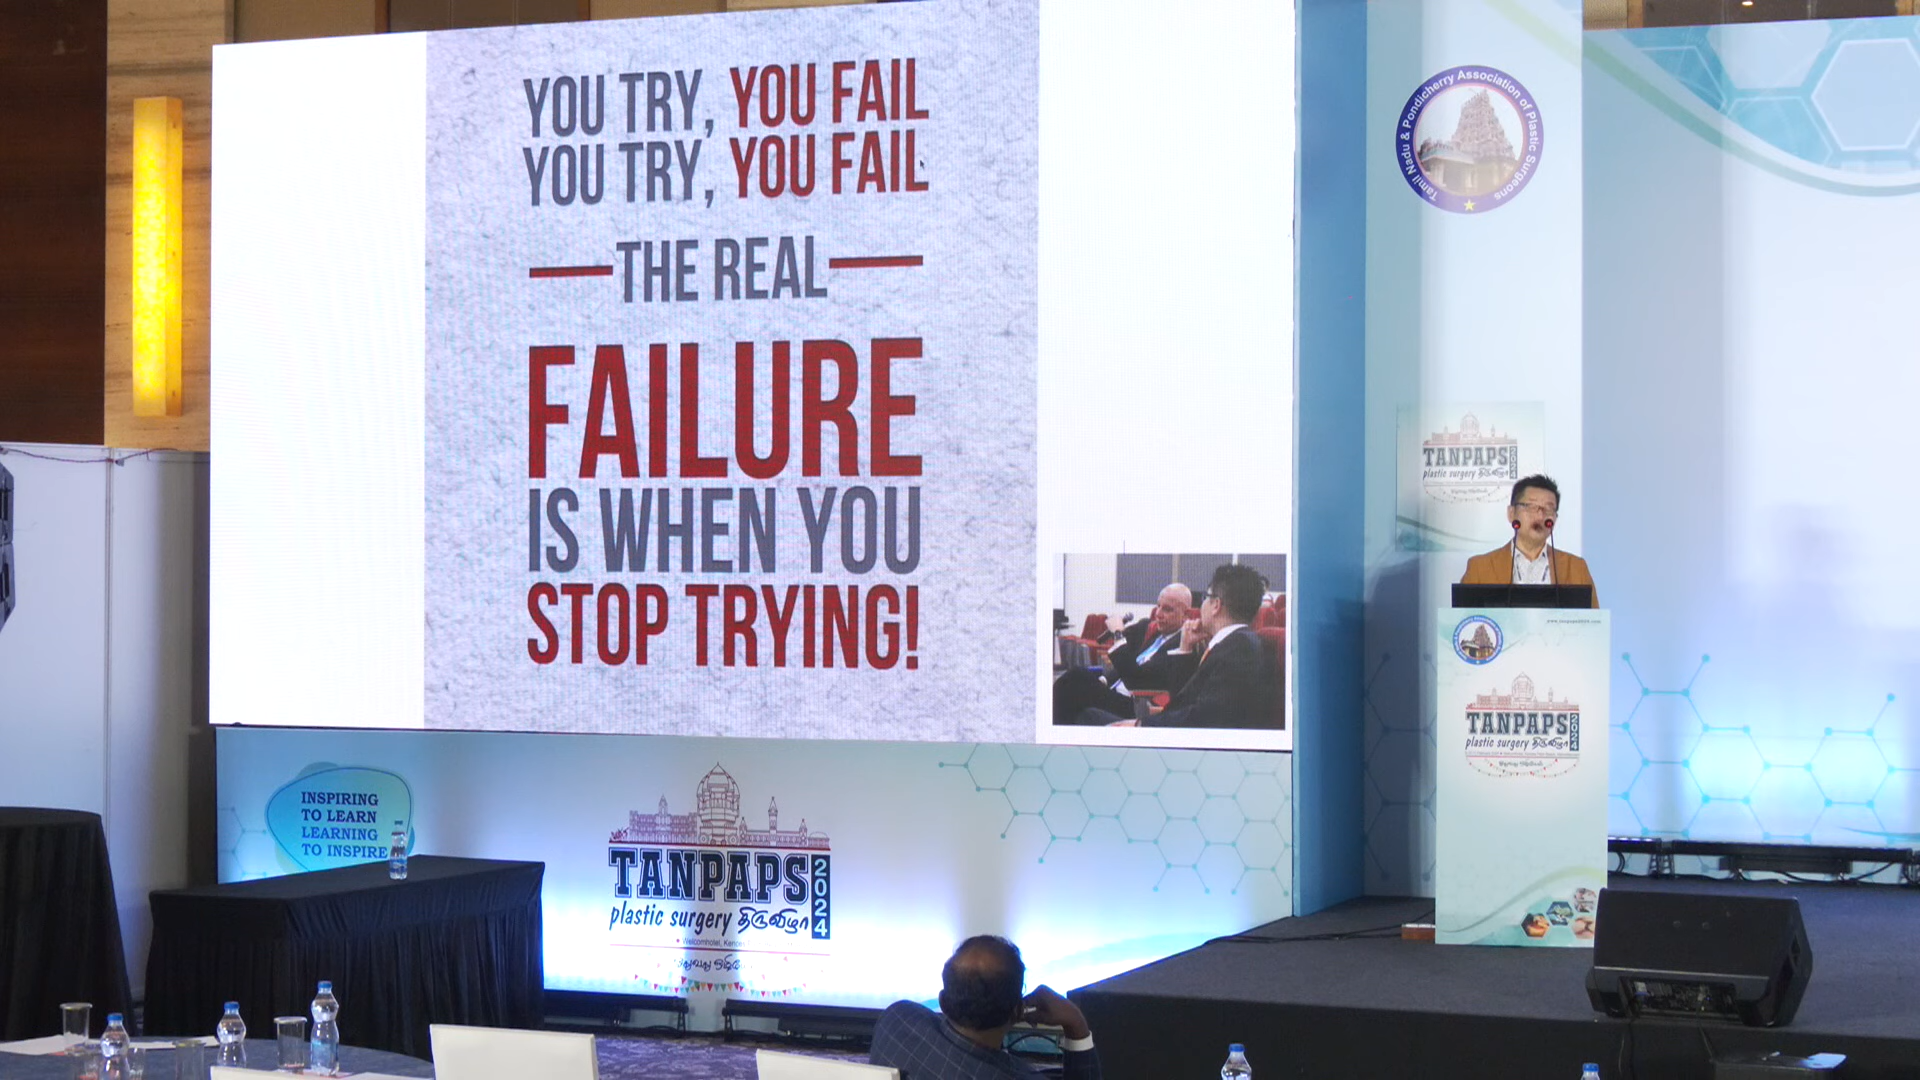 YOU TRY, YOU FAIL
YOU TRY, YOU FAIL
THE REAL
FAILURE
IS WHEN YOU
STOP TRYING!
Tamil Nadu & Pondicherry Association of Plastic Surgeons
TANPAPS 2024
plastic surgery திருவிழா
TANPAPS 2024
plastic surgery திருவிழா
INSPIRING
TO LEARN
LEARNING
TO INSPIRE
TANPAPS 2024
plastic surgery திருவிழா
Welcomhotel,